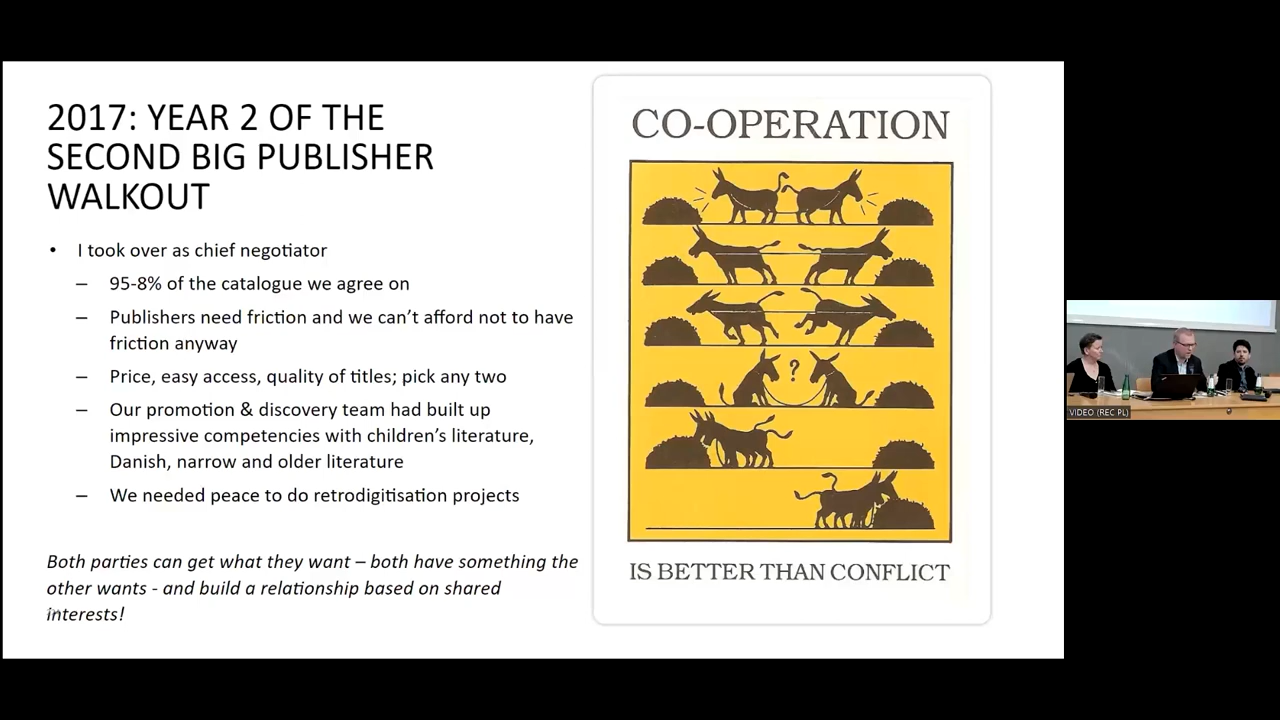 2017: YEAR 2 OF THE
SECOND BIG PUBLISHER
WALKOUT
• I took over as chief negotiator
– 95-8% of the catalogue we agree on
– Publishers need friction and we can’t afford not to have
friction anyway
– Price, easy access, quality of titles; pick any two
– Our promotion & discovery team had built up
impressive competencies with children’s literature,
Danish, narrow and older literature
– We needed peace to do retrodigitisation projects
Both parties can get what they want – both have something the
other wants - and build a relationship based on shared
interests!
CO-OPERATION
?
IS BETTER THAN CONFLICT
VIDEO (REC PL)